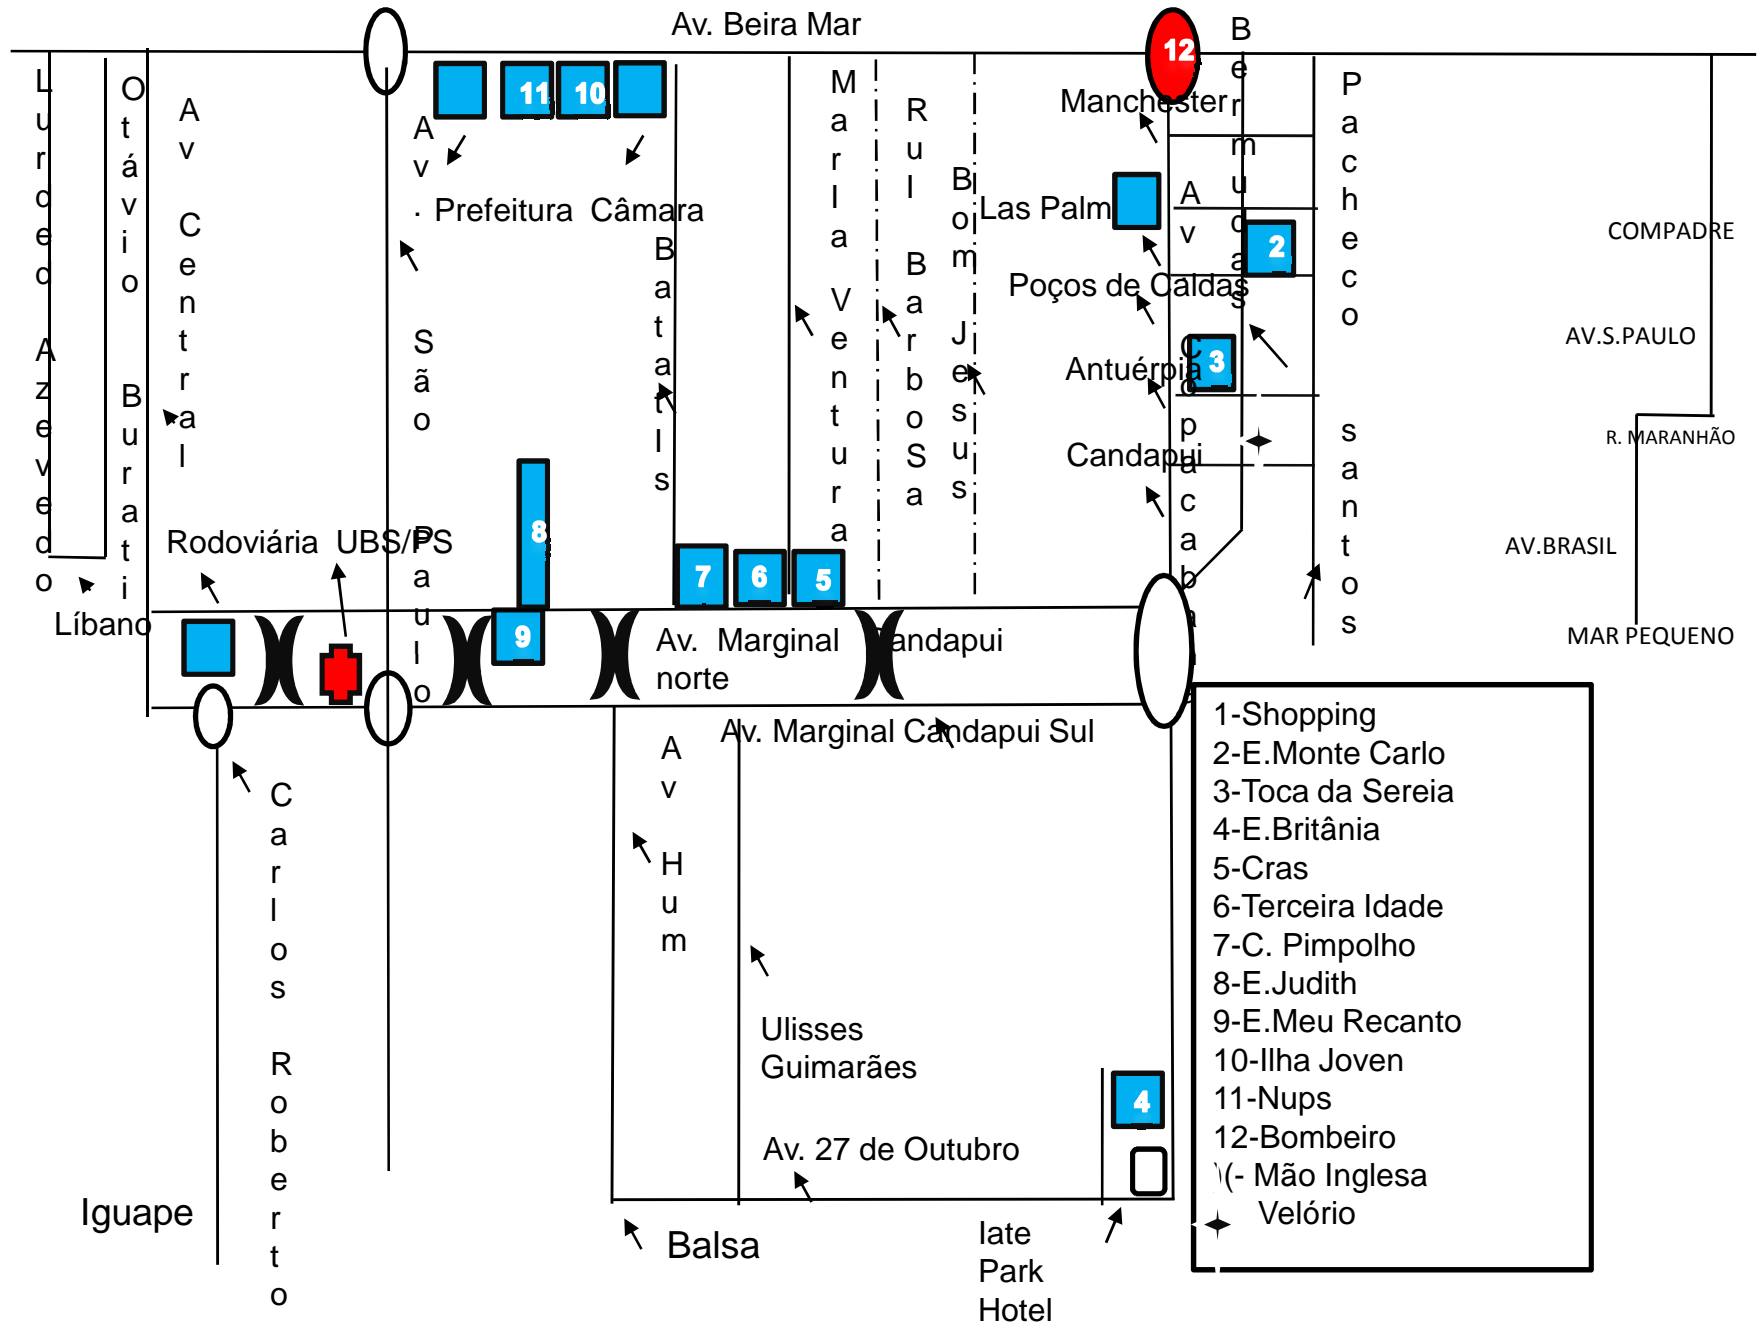 Av. Beira Mar
Lurded Azevedo
Otávio Burati
Av Central
Av. São Paulo
11
10
Prefeitura Câmara
BatatIs
MarIa Ventura
RuI BarboSa
Bom Jesus
12
Manchester
Las Palm
Poços de Caldas
Antuérpia
Candapui
Av Copacabana
Bermudas
2
3
Pacheco santos
COMPADRE
AV.S.PAULO
R. MARANHÃO
AV.BRASIL
MAR PEQUENO
Rodoviária UBS/PS
Líbano
8
7
6
5
9
Av. Marginal Candapui
norte
Av. Marginal Candapui Sul
Carlos Roberto
Av Hum
Ulisses
Guimarães
Av. 27 de Outubro
4
Iguape
Balsa
Iate
Park
Hotel
1-Shopping
2-E.Monte Carlo
3-Toca da Sereia
4-E.Britânia
5-Cras
6-Terceira Idade
7-C. Pimpolho
8-E.Judith
9-E.Meu Recanto
10-Ilha Joven
11-Nups
12-Bombeiro
)(- Mão Inglesa
Velório